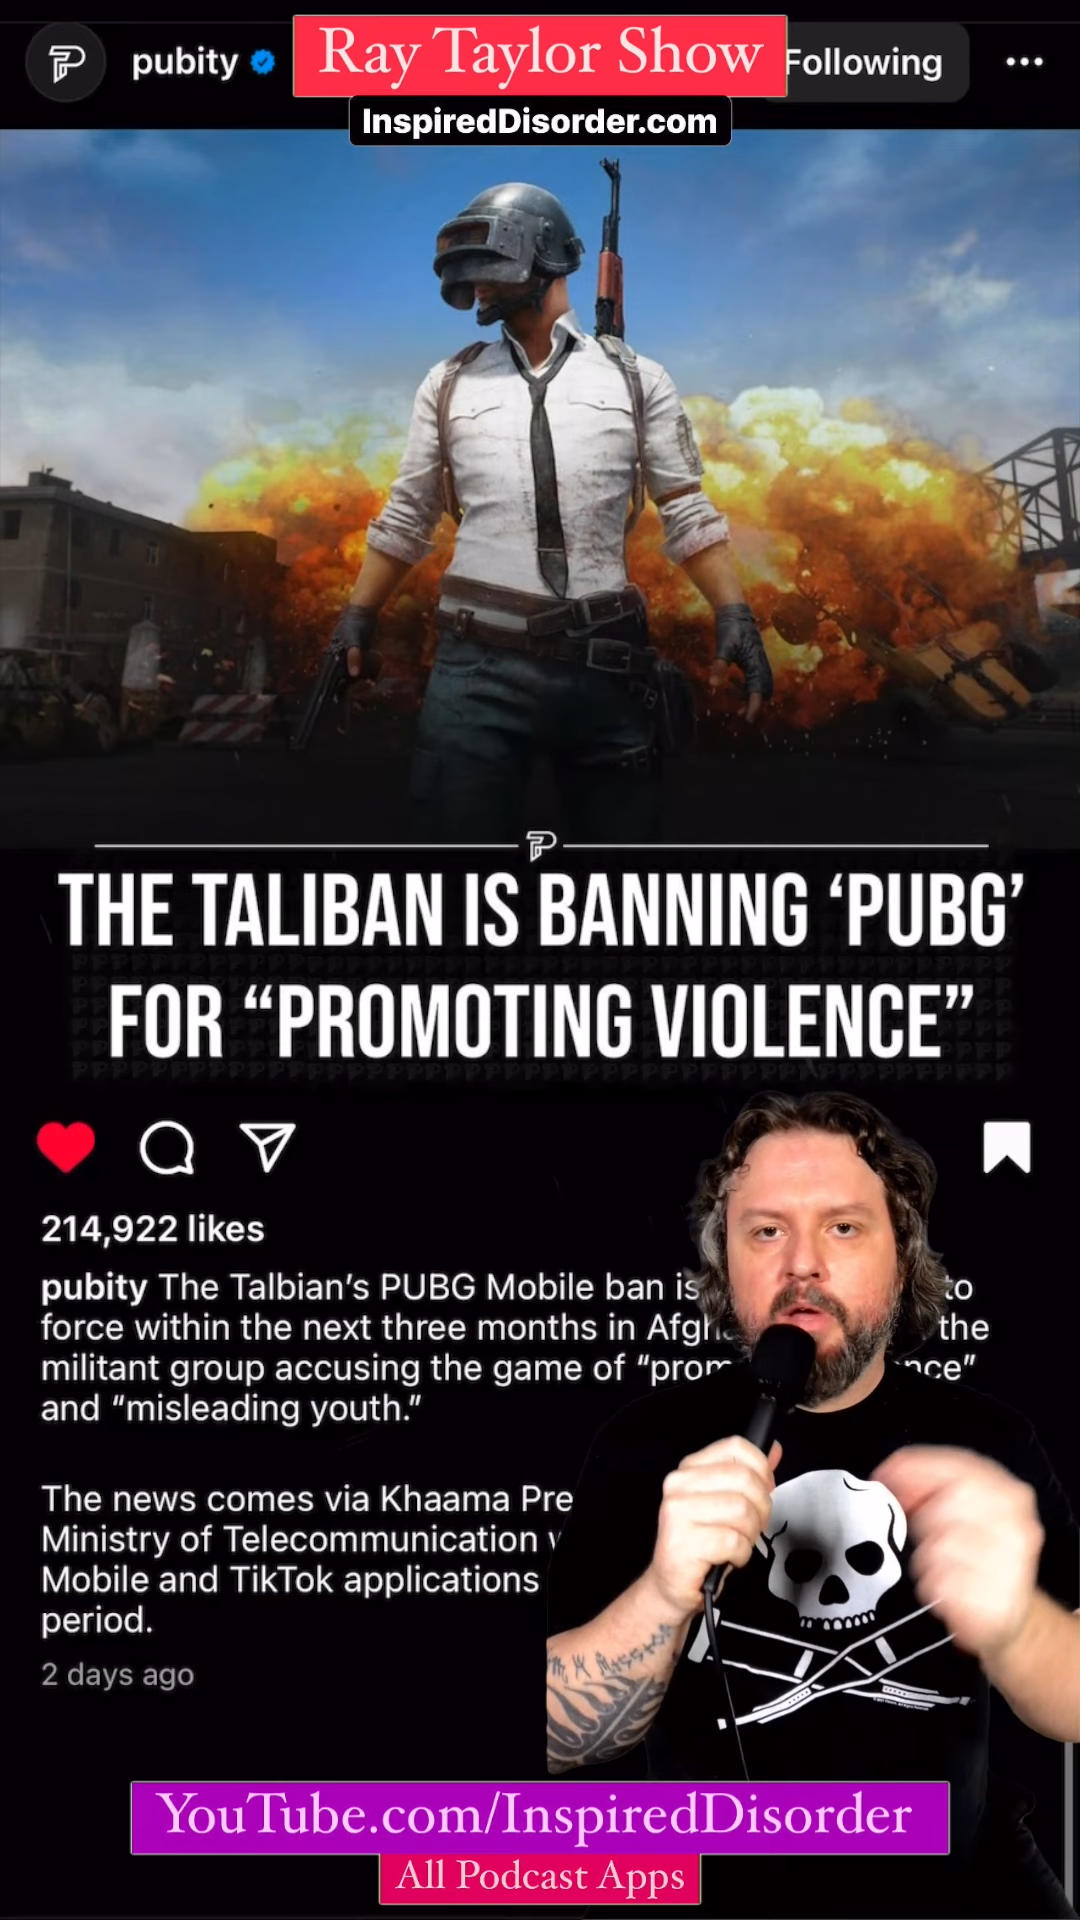 pubity
Ray Taylor Show
Following
InspiredDisorder.com
THE TALIBAN IS BANNING ‘PUBG’
FOR “PROMOTING VIOLENCE”
214,922 likes
pubity The Talbian’s PUBG Mobile ban is to
force within the next three months in the
militant group accusing the game of
and “misleading youth.”
The news comes via Khaama
Ministry of Telecommunication
Mobile and TikTok applications
period.
2 days ago
YouTube.com/InspiredDisorder
All Podcast Apps